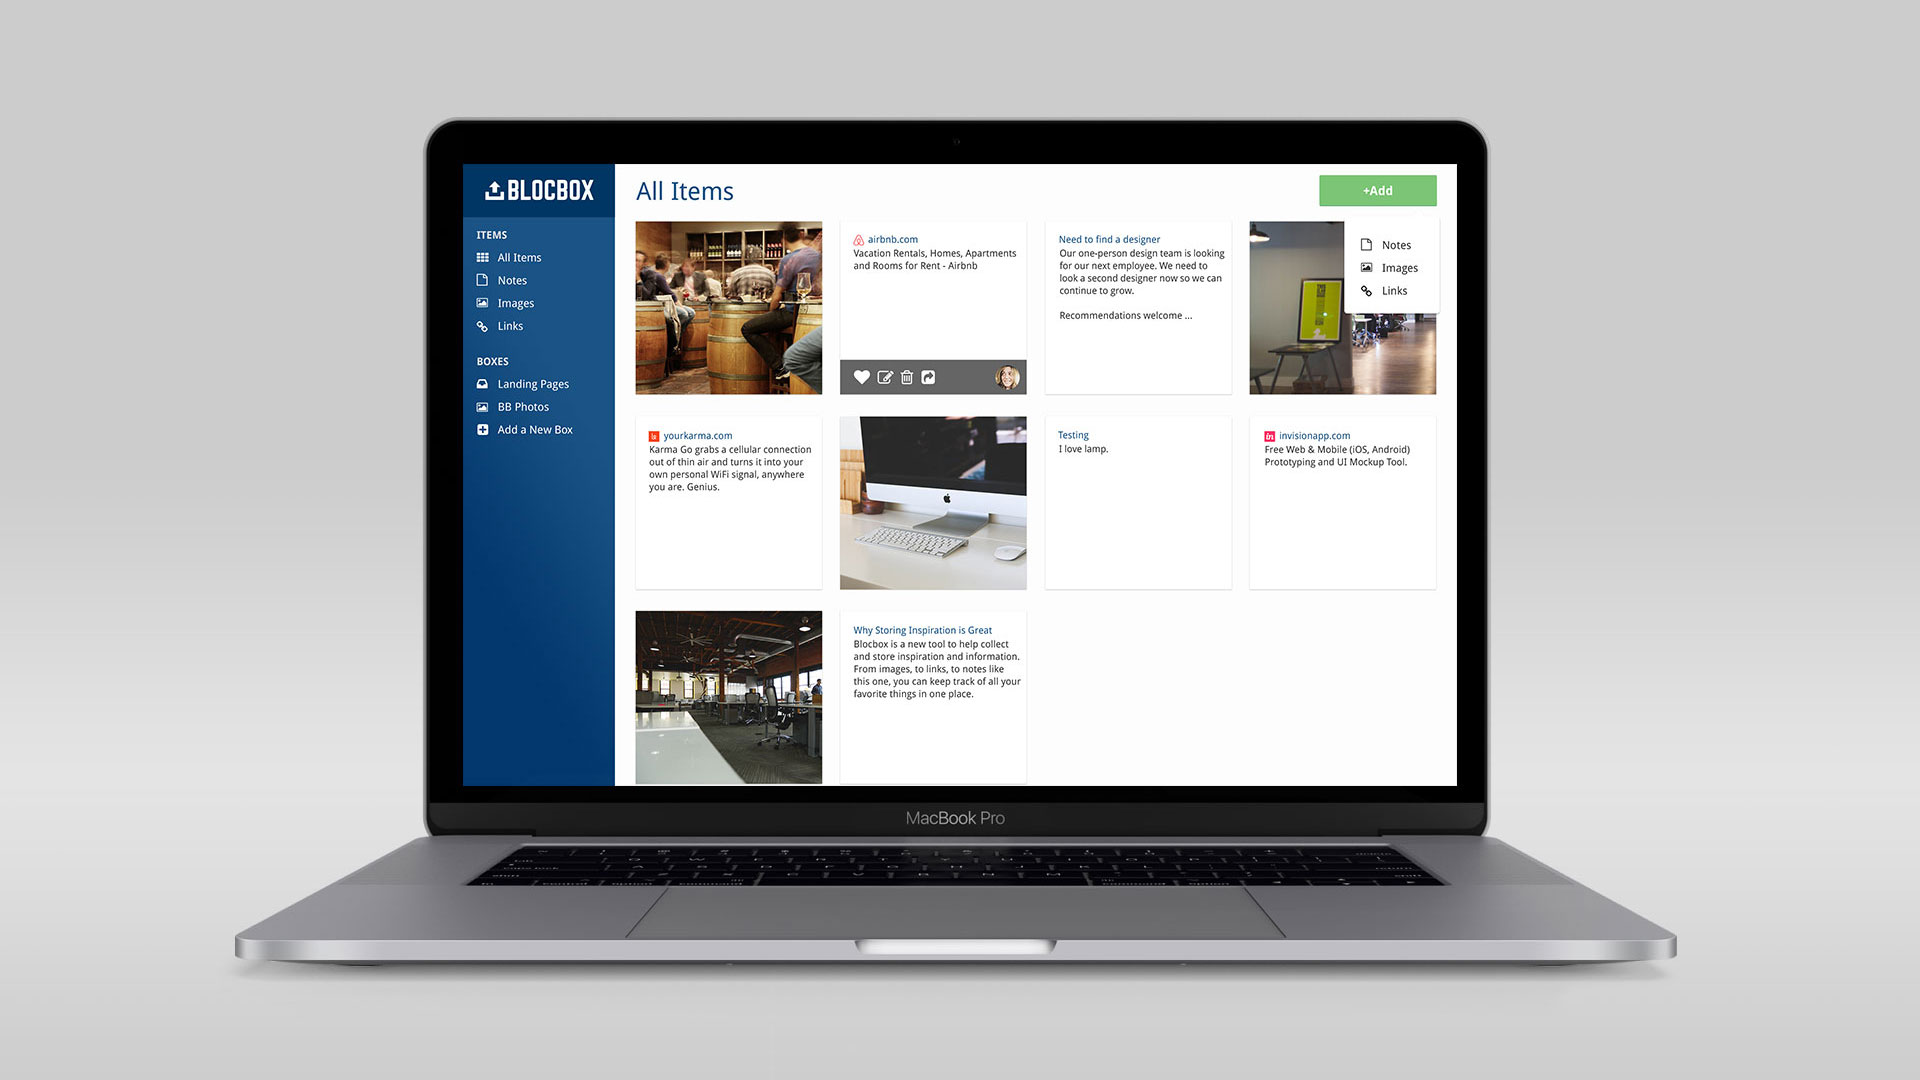 BLOCBOX
All Items
+Add
ITEMS
All Items
Notes
Images
Links
BOXES
Landing Pages
BB Photos
Add a New Box
airbnb.com
Vacation Rentals, Homes, Apartments
and Rooms for Rent - Airbnb
Need to find a designer
Our one-person design team is looking
for our next employee. We need to
look a second designer now so we can
continue to grow.
Recommendations welcome ...
Notes
Images
Links
yourkarma.com
Karma Go grabs a cellular connection
out of thin air and turns it into your
own personal WiFi signal, anywhere
you are. Genius.
Testing
I love lamp.
in invisionapp.com
Free Web & Mobile (iOS, Android)
Prototyping and UI Mockup Tool.
Why Storing Inspiration is Great
Blocbox is a new tool to help collect
and store inspiration and information.
From images, to links, to notes like
this one, you can keep track of all your
favorite things in one place.
MacBook Pro